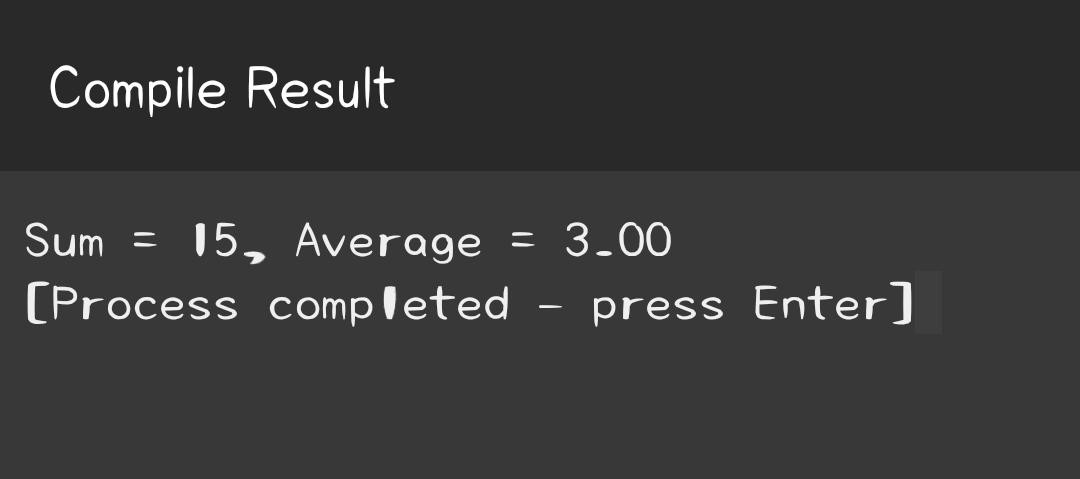 Compile Result
Sum = 15, Average = 3.00
[Process completed - press Enter]